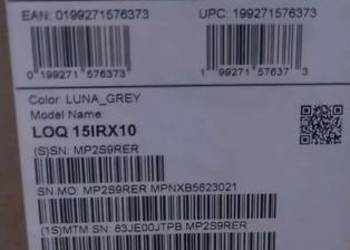 EAN: 0199271576373 UPC: 199271576373
0 199271 576373 1 99271 57637 3
Color: LUNA_GREY
Model Name:
LOQ 15IRX10
(S)SN: MP2S9RER
SN.MO: MP2S9RER MPNXB5623021
(1S)MTM SN: 83JE00JTPB MP2S9RER